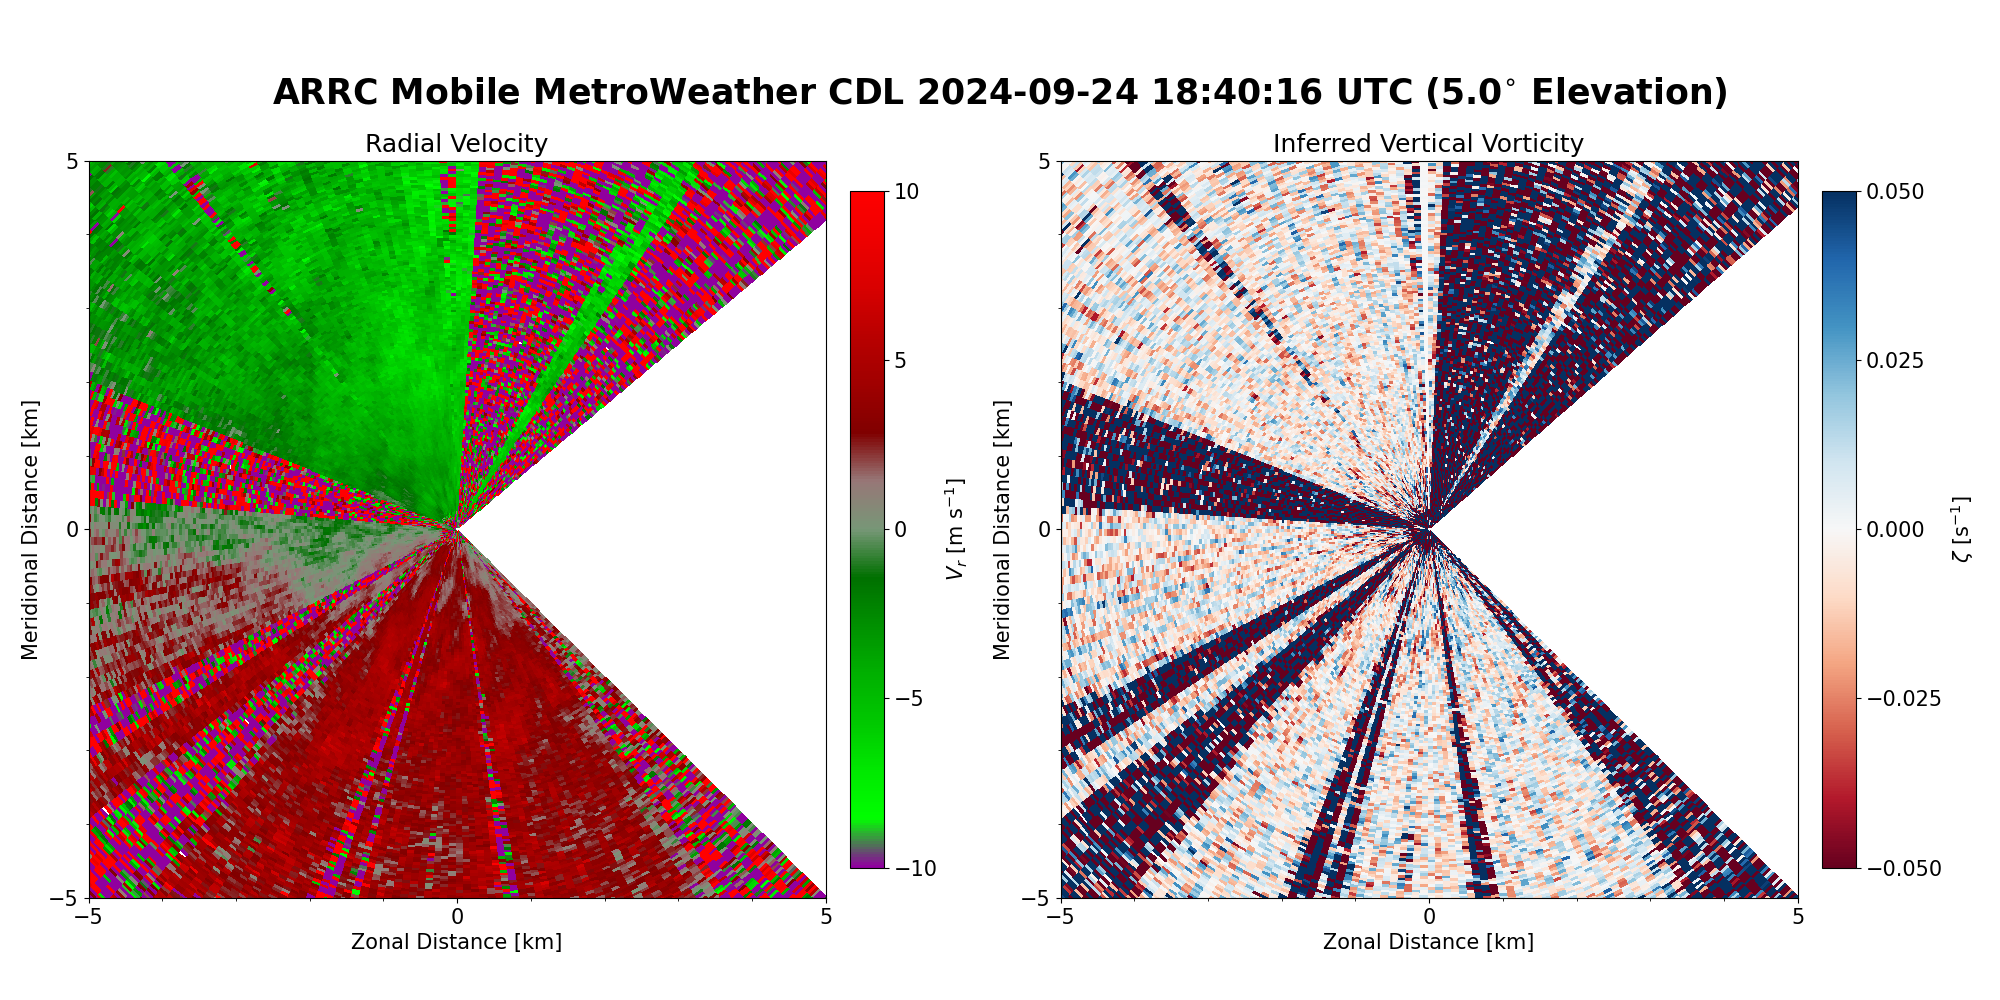 ARRC Mobile MetroWeather CDL 2024-09-24 18:40:16 UTC (5.0° Elevation)
Radial Velocity
5
0
−5
−5 0 5
Meridional Distance [km]
Zonal Distance [km]
10
5
0
−5
−10
Vr [m s⁻¹]
Inferred Vertical Vorticity
5
0
−5
−5 0 5
Meridional Distance [km]
Zonal Distance [km]
0.050
0.025
0.000
−0.025
−0.050
ζ [s⁻¹]